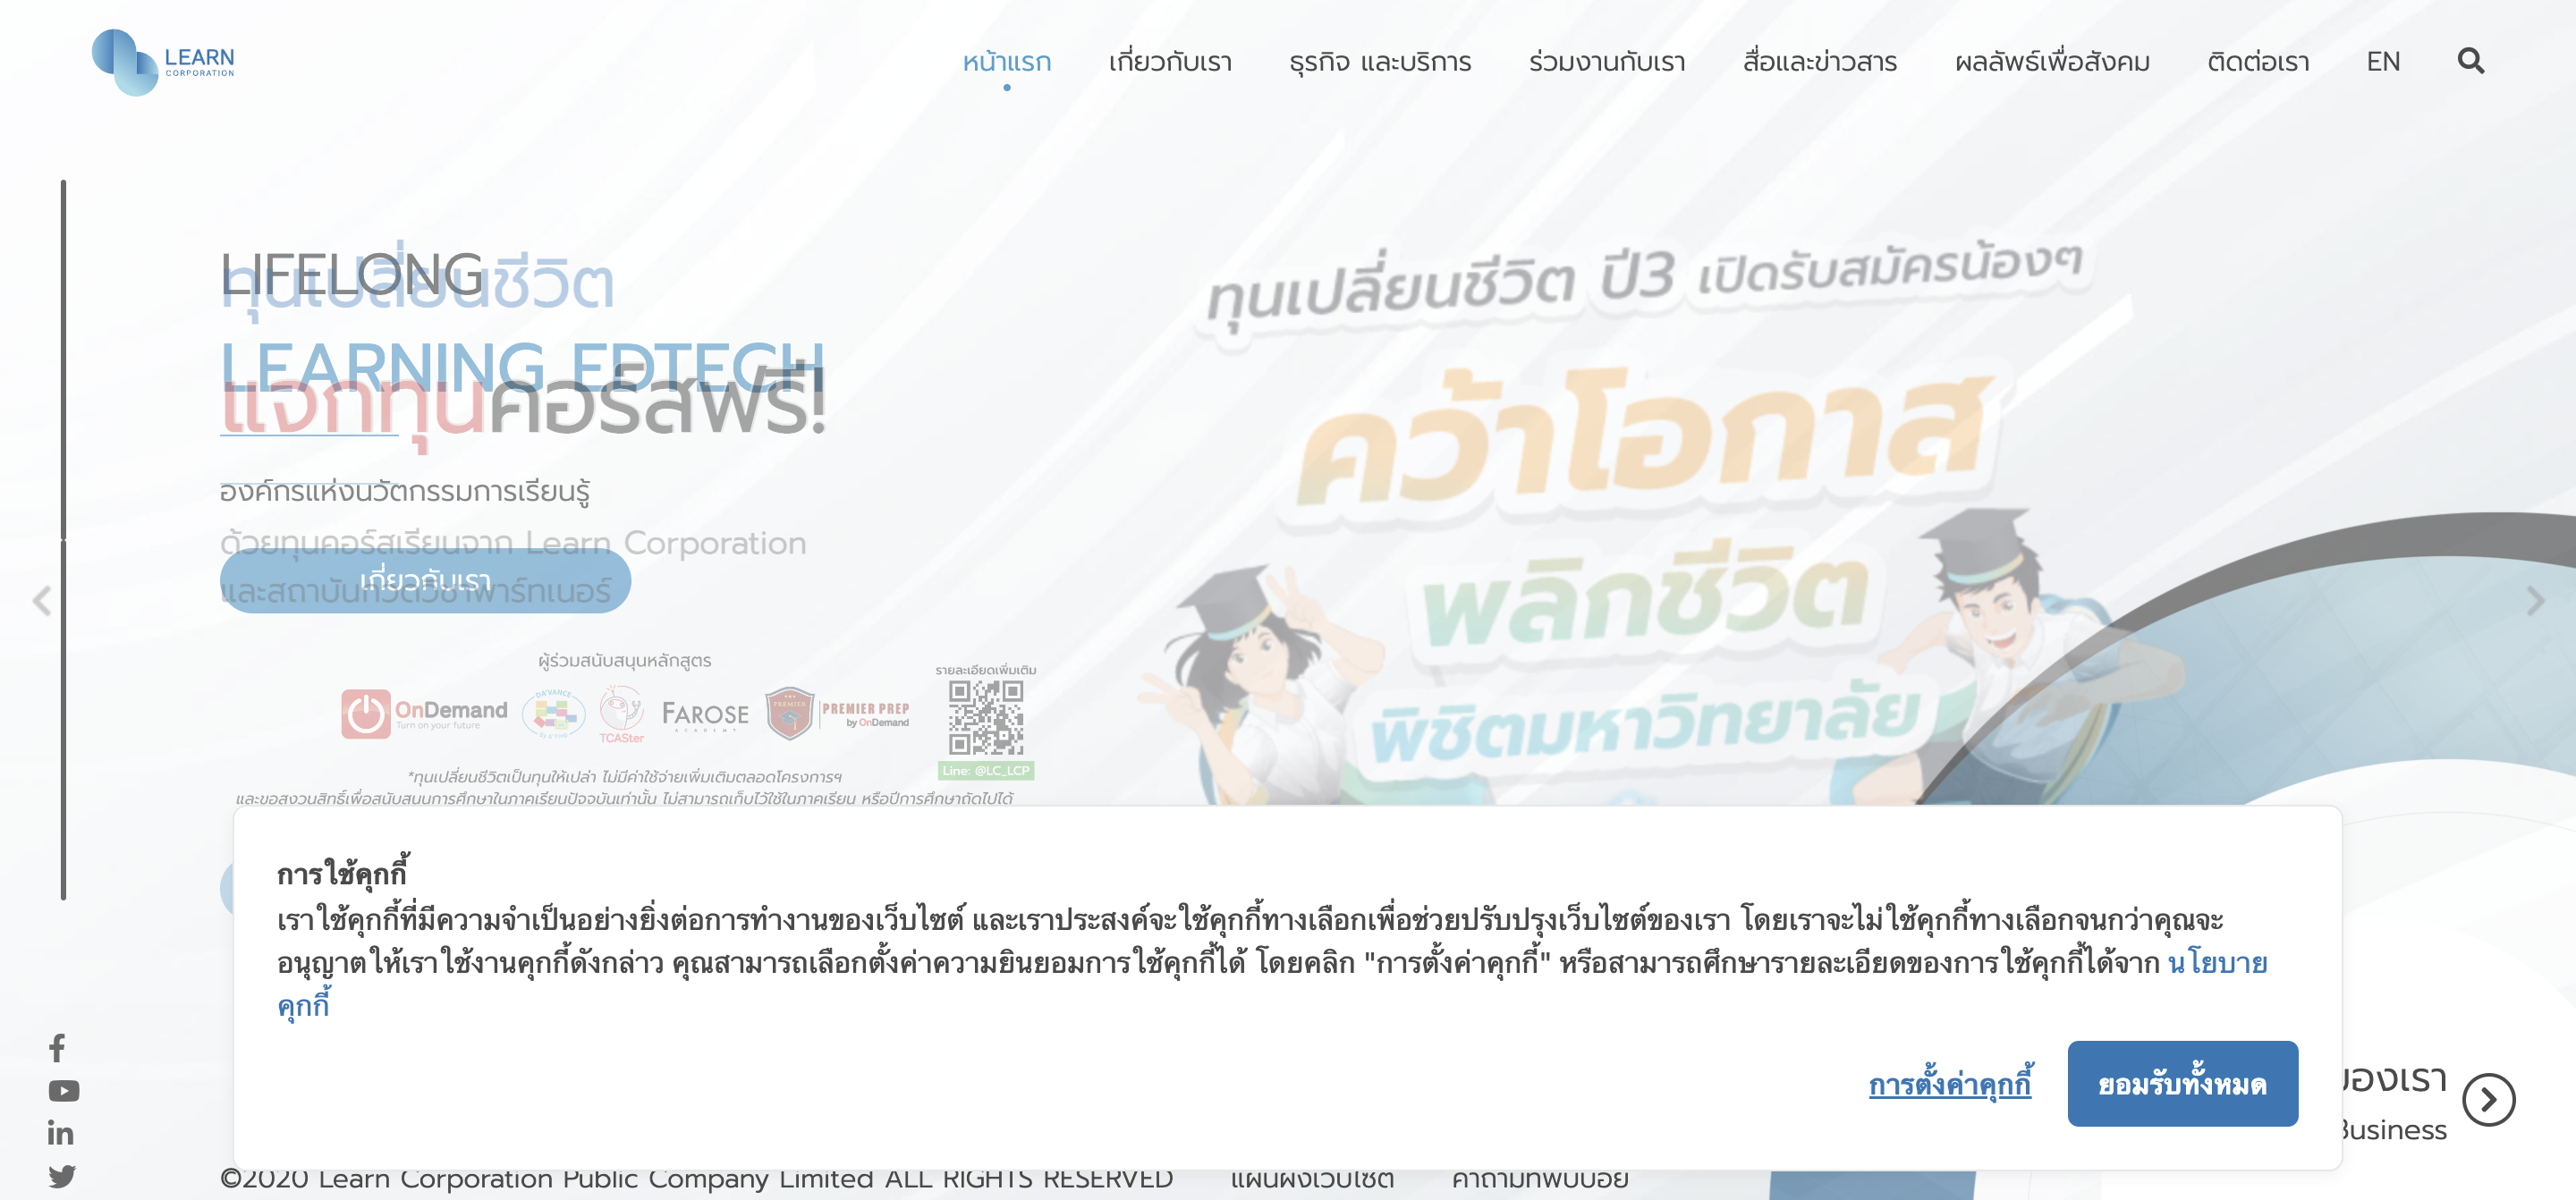 LEARN
CORPORATION
หน้าแรก
เกี่ยวกับเรา
ธุรกิจ และบริการ
ร่วมงานกับเรา
สื่อและข่าวสาร
ผลลัพธ์เพื่อสังคม
ติดต่อเรา
EN
LIFELONG
ทุนเปลี่ยนชีวิต
LEARNING EDTECH
แจกทุนคอร์สฟรี!
องค์กรแห่งนวัตกรรมการเรียนรู้
ด้วยทุนคอร์สเรียนจาก Learn Corporation
เกี่ยวกับเรา
และสถาบันกวดวิชาพาร์ทเนอร์
ผู้ร่วมสนับสนุนหลักสูตร
OnDemand
Turn on your future
DA'VANCE
TCASter
FAROSE
ACADEMY
PREMIER
PREMIER PREP
by OnDemand
รายละเอียดเพิ่มเติม
Line: @LC_LCP
*ทุนเปลี่ยนชีวิตเป็นทุนให้เปล่า ไม่มีค่าใช้จ่ายเพิ่มเติมตลอดโครงการฯ
และขอสงวนสิทธิ์เพื่อสนับสนุนการศึกษาในภาคเรียนปัจจบันเท่านั้น ไม่สามารถเก็บไว้ใช้ในภาคเรียน หรือปีการศึกษาถัดไปได้
ทุนเปลี่ยนชีวิต ปี3 เปิดรับสมัครน้องๆ
คว้าโอกาส
พลิกชีวิต
พิชิตมหาวิทยาลัย
การใช้คุกกี้
เราใช้คุกกี้ที่มีความจำเป็นอย่างยิ่งต่อการทำงานของเว็บไซต์ และเราประสงค์จะใช้คุกกี้ทางเลือกเพื่อช่วยปรับปรุงเว็บไซต์ของเรา โดยเราจะไม่ใช้คุกกี้ทางเลือกจนกว่าคุณจะ
อนุญาตให้เราใช้งานคุกกี้ดังกล่าว คุณสามารถเลือกตั้งค่าความยินยอมการใช้คุกกี้ได้ โดยคลิก "การตั้งค่าคุกกี้" หรือสามารถศึกษารายละเอียดของการใช้คุกกี้ได้จาก นโยบาย
คุกกี้
การตั้งค่าคุกกี้
ยอมรับทั้งหมด
ของเรา
Business
©2020 Learn Corporation Public Company Limited ALL RIGHTS RESERVED
แผนผังเว็บไซต์
คำถามที่พบบ่อย